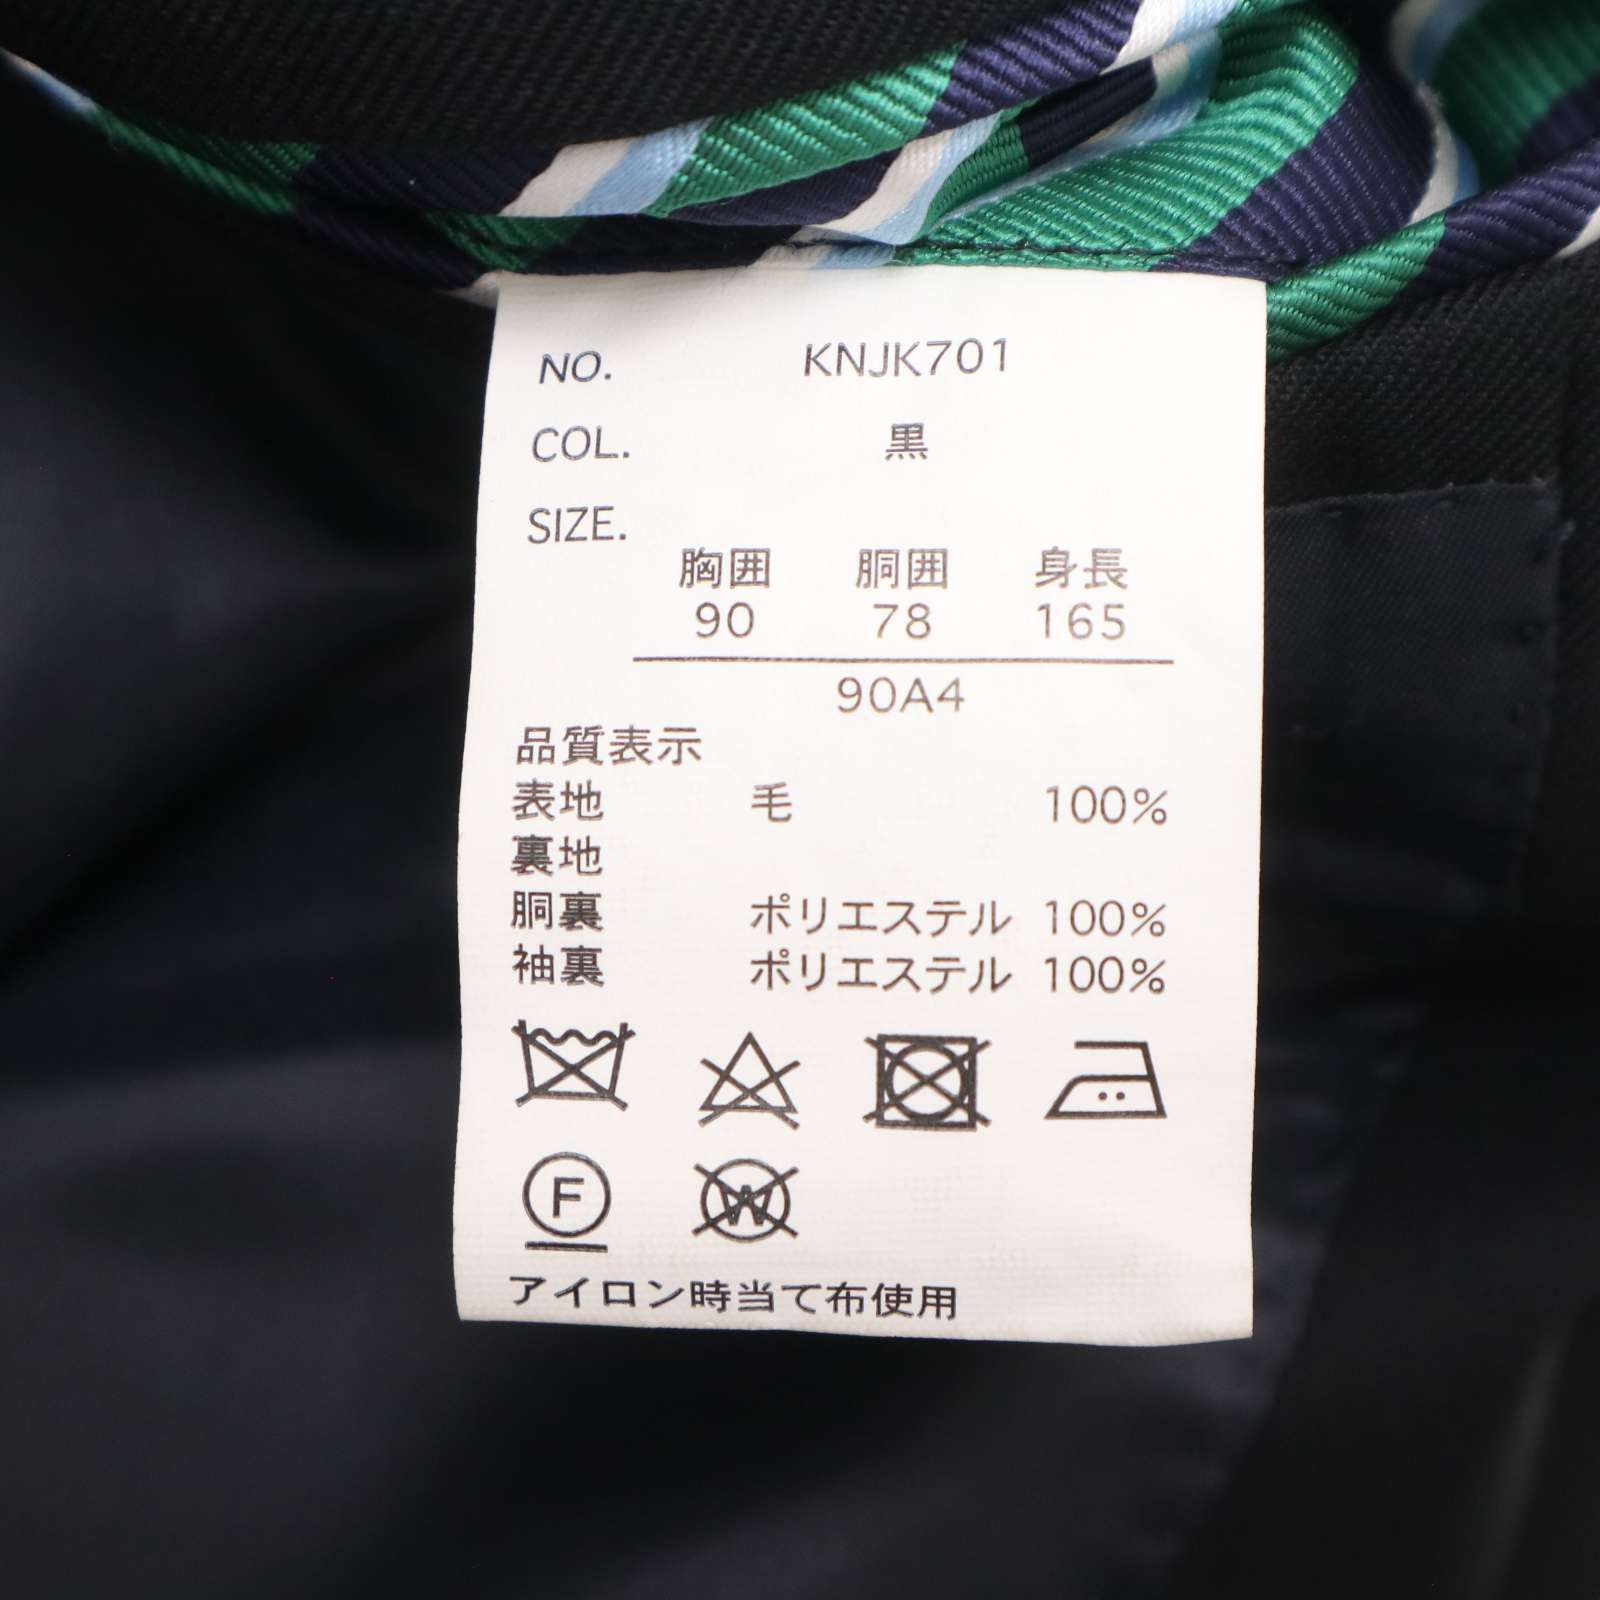 NO. KNJK701
COL. 黒
SIZE.
胸囲 胴囲 身長
90 78 165
90A4
品質表示
表地 毛 100%
裏地
胴裏 ポリエステル 100%
袖裏 ポリエステル 100%
F W
アイロン時当て布使用